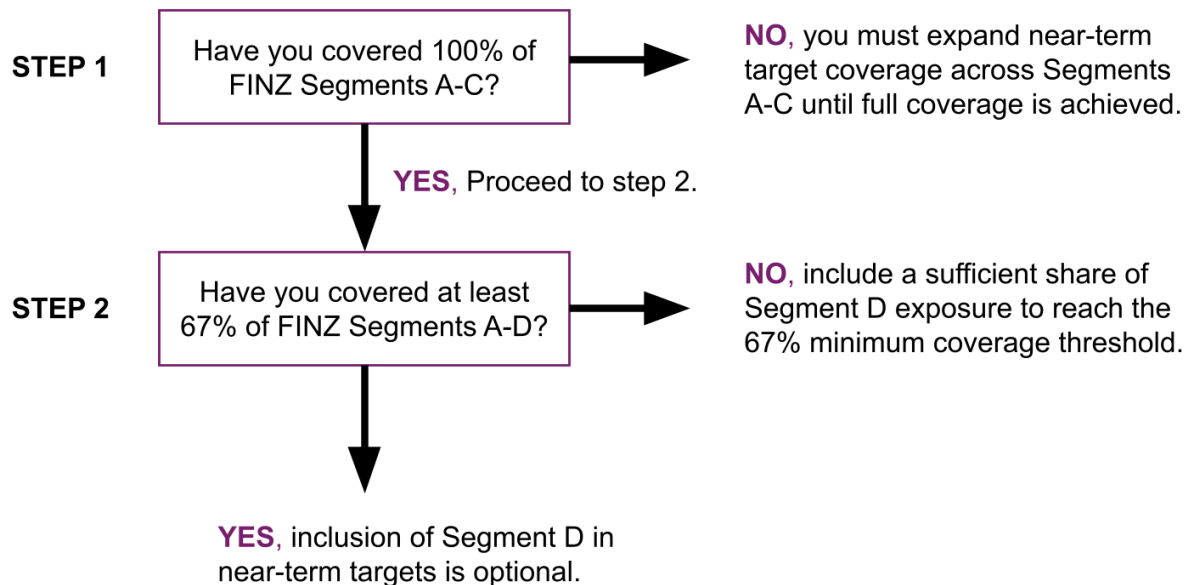 STEP 1
Have you covered 100% of
FINZ Segments A-C?
NO, you must expand near-term
target coverage across Segments
A-C until full coverage is achieved.
YES, Proceed to step 2.
STEP 2
Have you covered at least
67% of FINZ Segments A-D?
NO, include a sufficient share of
Segment D exposure to reach the
67% minimum coverage threshold.
YES, inclusion of Segment D in
near-term targets is optional.